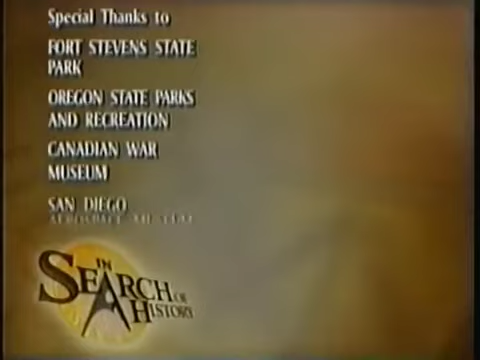 Special Thanks to
FORT STEVENS STATE
PARK
OREGON STATE PARKS
AND RECREATION
CANADIAN WAR
MUSEUM
SAN DIEGO
IN
SEARCH OF
HISTORY